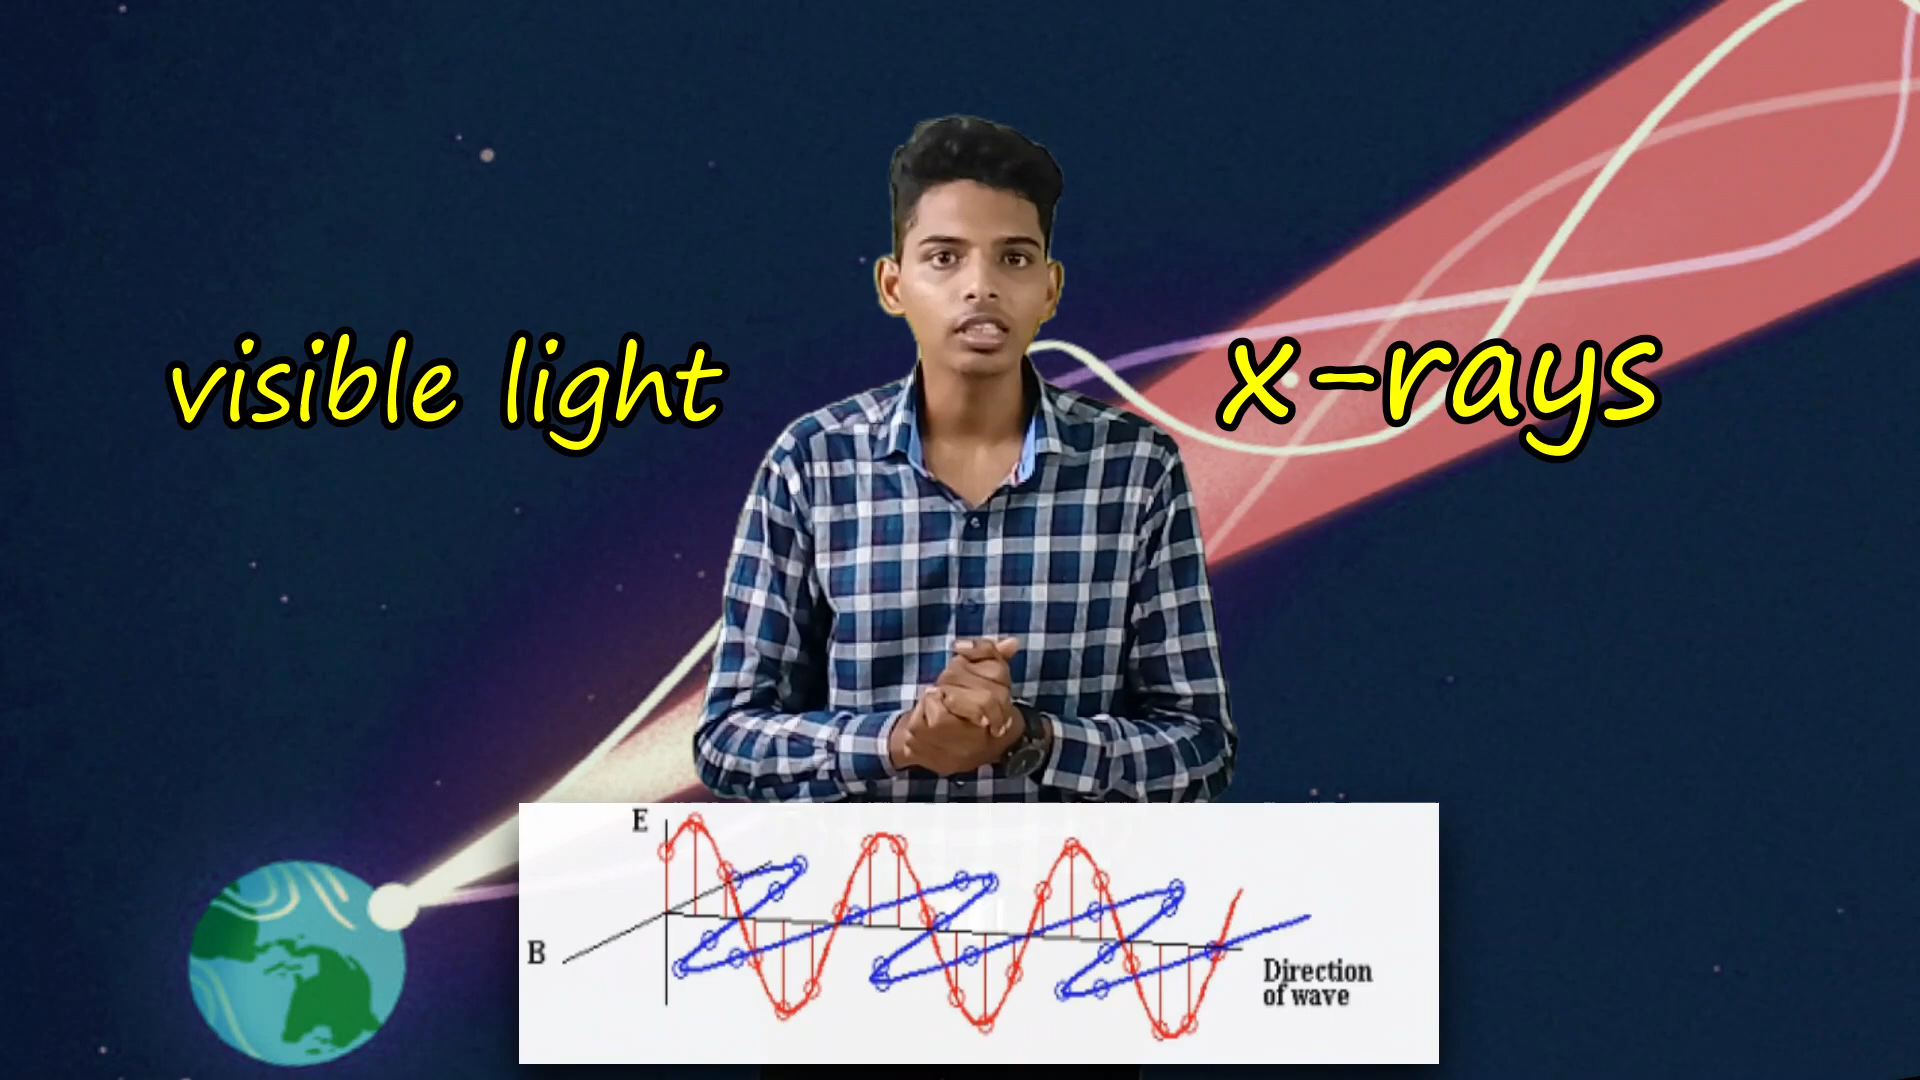 visible light
x-rays
E
B
Direction
of wave